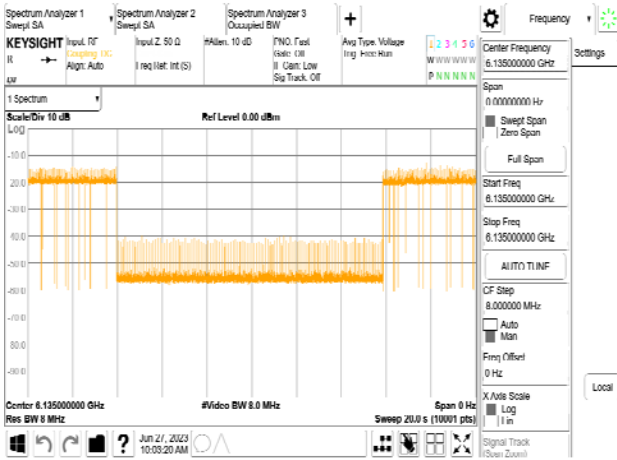 Spectrum Analyzer 1
Swept SA
Spectrum Analyzer 2
Swept SA
Spectrum Analyzer 3
Occupied BW
+
Frequency
Settings
KEYSIGHT
R
Input: RF
Coupling: DC
Align: Auto
Input Z: 50 Ω
Freq Ref: Int (S)
#Atten: 10 dB
PNO: Fast
Gate: Off
IF Gain: Low
Sig Track: Off
Avg Type: Voltage
Trig: Free Run
1 2 3 4 5 6
W W W W W W
P N N N N N
1 Spectrum
Scale/Div 10 dB
Ref Level 0.00 dBm
Log
-10.0
-20.0
-30.0
-40.0
-50.0
-60.0
-70.0
80.0
-90.0
Center 6.135000000 GHz
#Video BW 8.0 MHz
Span 0 Hz
Res BW 8 MHz
Sweep 20.0 s (10001 pts)
Jun 27, 2023
10:03:20 AM
?
Center Frequency
6.135000000 GHz
Span
0.00000000 Hz
Swept Span
Zero Span
Full Span
Start Freq
6.135000000 GHz
Stop Freq
6.135000000 GHz
AUTO TUNE
CF Step
8.000000 MHz
Auto
Man
Freq Offset
0 Hz
X Axis Scale
Log
Lin
Signal Track
(Span Zoom)
Local